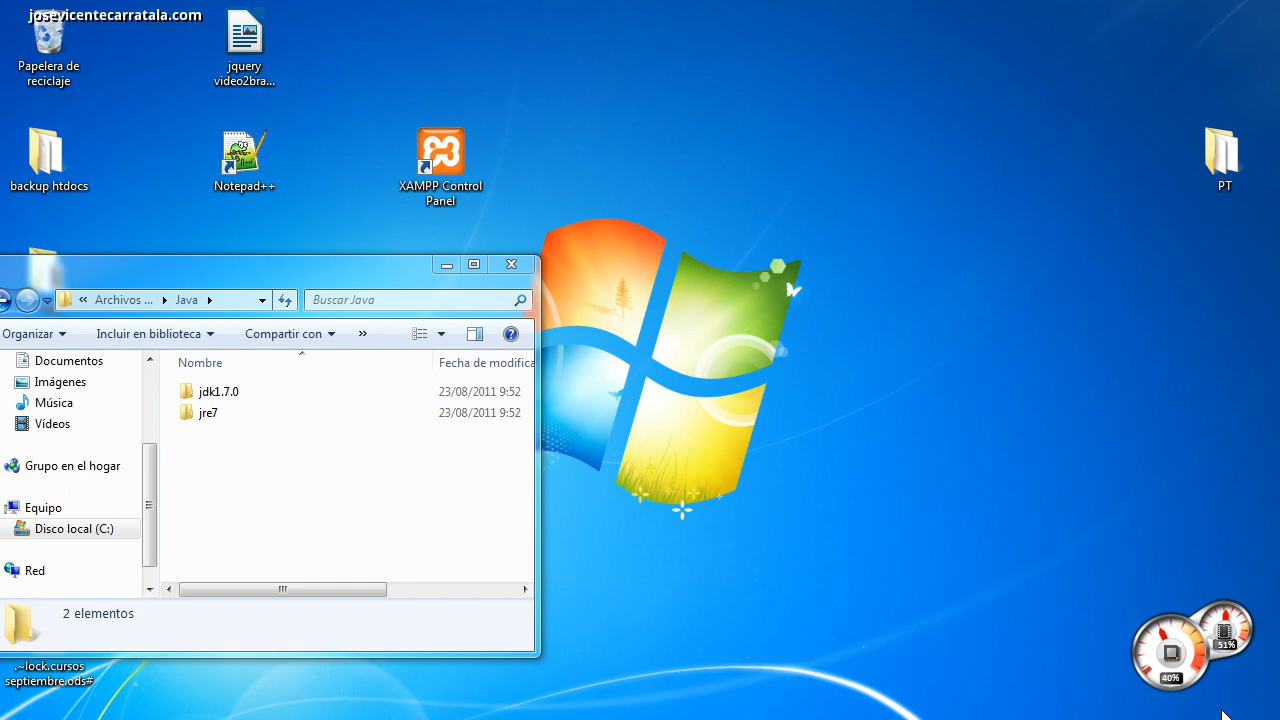 josevicentecarratala.com
Papelera de
reciclaje
jquery
video2bra...
backup htdocs
Notepad++
XAMPP Control
Panel
PT
« Archivos ... Java
Buscar Java
Organizar
Incluir en biblioteca
Compartir con
»
Nombre
Fecha de modifica
Documentos
Imágenes
Música
Vídeos
Grupo en el hogar
Equipo
Disco local (C:)
Red
jdk1.7.0
23/08/2011 9:52
jre7
23/08/2011 9:52
2 elementos
.~lock.cursos
septiembre.ods#
51%
40%